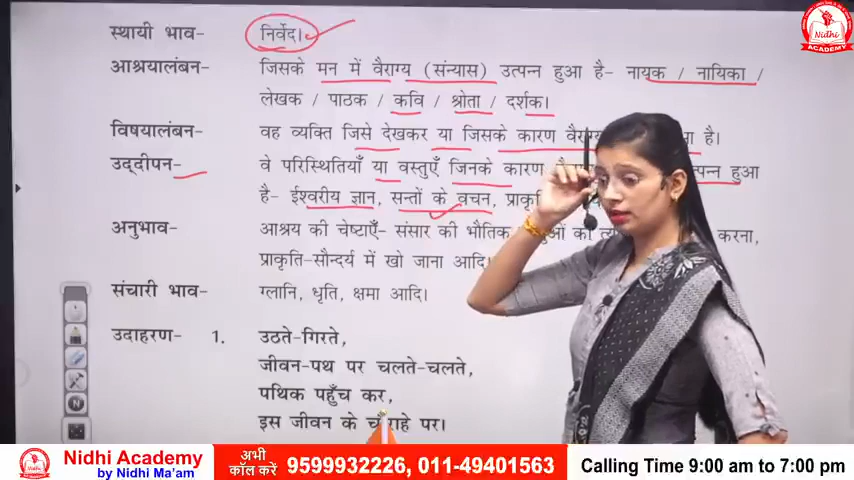 स्थायी भाव- निर्वेद।
आश्रयालंबन- जिसके मन में वैराग्य (संन्यास) उत्पन्न हुआ है- नायक / नायिका /
लेखक / पाठक / कवि / श्रोता / दर्शक।
विषयालंबन- वह व्यक्ति जिसे देखकर या जिसके कारण है।
उद्दीपन- वे परिस्थितियाँ या वस्तुएँ जिनके कारण हुआ
है- ईश्वरीय ज्ञान, सन्तों के वचन,
अनुभाव- आश्रय की चेष्टाएँ- संसार की भौतिक करना,
प्राकृति-सौन्दर्य में खो जाना आदि।
संचारी भाव- ग्लानि, धृति, क्षमा आदि।
उदाहरण- 1. उठते-गिरते,
जीवन-पथ पर चलते-चलते,
पथिक पहुँच कर,
इस जीवन के चौराहे पर।
Nidhi
ACADEMY
Nidhi Academy
by Nidhi Ma'am
अभी
कॉल करें
9599932226, 011-49401563
Calling Time 9:00 am to 7:00 pm